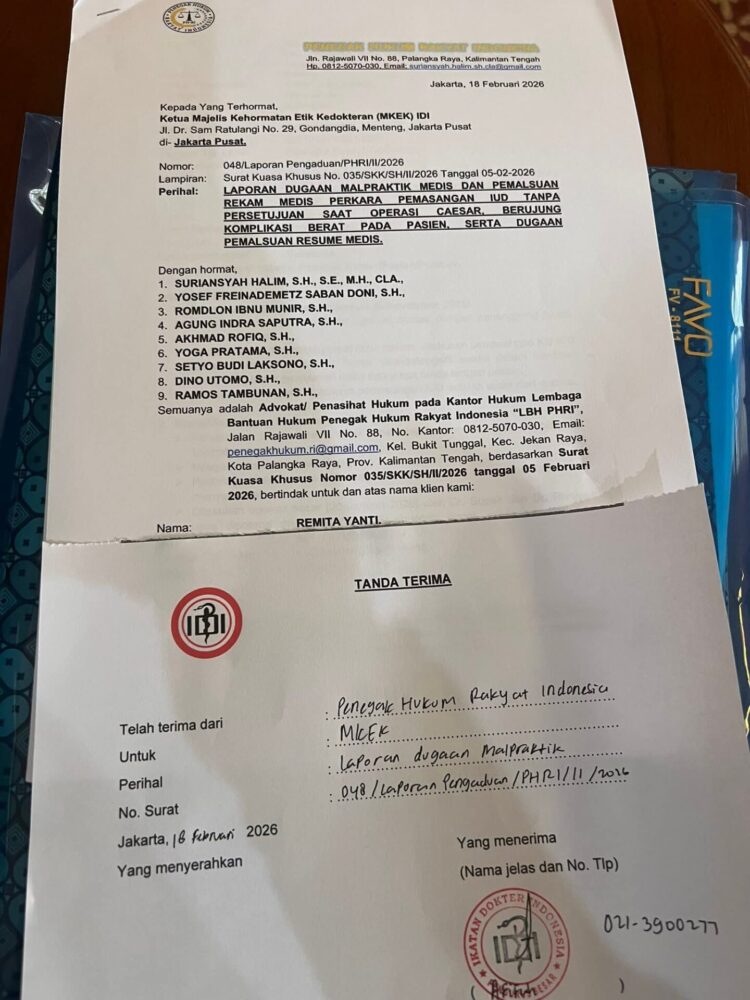 PENEGAK HUKUM RAKYAT INDONESIA
Jln. Rajawali VII No. 88, Palangka Raya, Kalimantan Tengah
Hp. 0812-5070-030, Email: suriansyah.halim.sh.cla@gmail.com
Jakarta, 18 Februari 2026
Kepada Yang Terhormat,
Ketua Majelis Kehormatan Etik Kedokteran (MKEK) IDI
Jl. Dr. Sam Ratulangi No. 29, Gondangdia, Menteng, Jakarta Pusat
di- Jakarta Pusat.
Nomor: 048/Laporan Pengaduan/PHRI/II/2026
Lampiran: Surat Kuasa Khusus No. 035/SKK/SH/II/2026 Tanggal 05-02-2026
Perihal: LAPORAN DUGAAN MALPRAKTIK MEDIS DAN PEMALSUAN
REKAM MEDIS PERKARA PEMASANGAN IUD TANPA
PERSETUJUAN SAAT OPERASI CAESAR, BERUJUNG
KOMPLIKASI BERAT PADA PASIEN, SERTA DUGAAN
PEMALSUAN RESUME MEDIS.
Dengan hormat,
1. SURIANSYAH HALIM, S.H., S.E., M.H., CLA.,
2. YOSEF FREINADEMETZ SABAN DONI, S.H.,
3. ROMDLON IBNU MUNIR, S.H.,
4. AGUNG INDRA SAPUTRA, S.H.,
5. AKHMAD ROFIQ, S.H.,
6. YOGA PRATAMA, S.H.,
7. SETYO BUDI LAKSONO, S.H.,
8. DINO UTOMO, S.H.,
9. RAMOS TAMBUNAN, S.H.,
Semuanya adalah Advokat/ Penasihat Hukum pada Kantor Hukum Lembaga
Bantuan Hukum Penegak Hukum Rakyat Indonesia “LBH PHRI”,
Jalan Rajawali VII No. 88, No. Kantor: 0812-5070-030, Email:
penegakhukum.ri@gmail.com, Kel. Bukit Tunggal, Kec. Jekan Raya,
Kota Palangka Raya, Prov. Kalimantan Tengah, berdasarkan Surat
Kuasa Khusus Nomor 035/SKK/SH/II/2026 tanggal 05 Februari
2026, bertindak untuk dan atas nama klien kami:
Nama: REMITA YANTI.
FAVO
FV - 8111
TANDA TERIMA
IDI
Telah terima dari : Penegak Hukum Rakyat Indonesia
Untuk : MKEK
Perihal : Laporan dugaan Malpraktik
No. Surat : 048/Laporan Pengaduan/PHRI/II/2026
Jakarta, 18 Februari 2026
Yang menyerahkan
Yang menerima
(Nama jelas dan No. Tlp)
IKATAN DOKTER INDONESIA
IDI
021-3900277